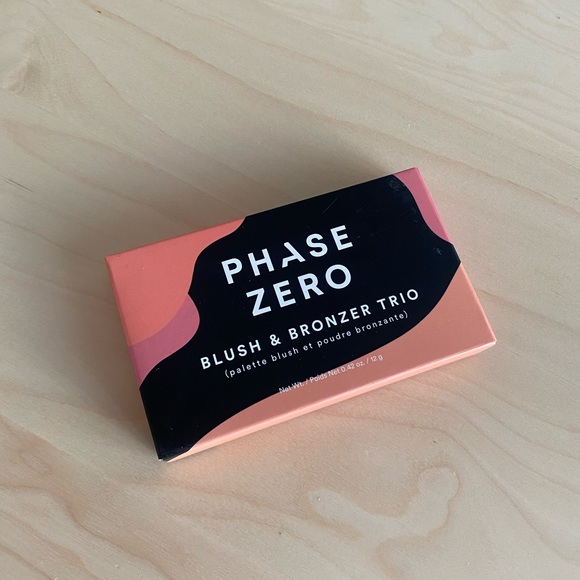 PHASE
ZERO
BLUSH & BRONZER TRIO
(palette blush et poudre bronzante)
Net Wt. / Poids Net 0.42 oz. / 12 g